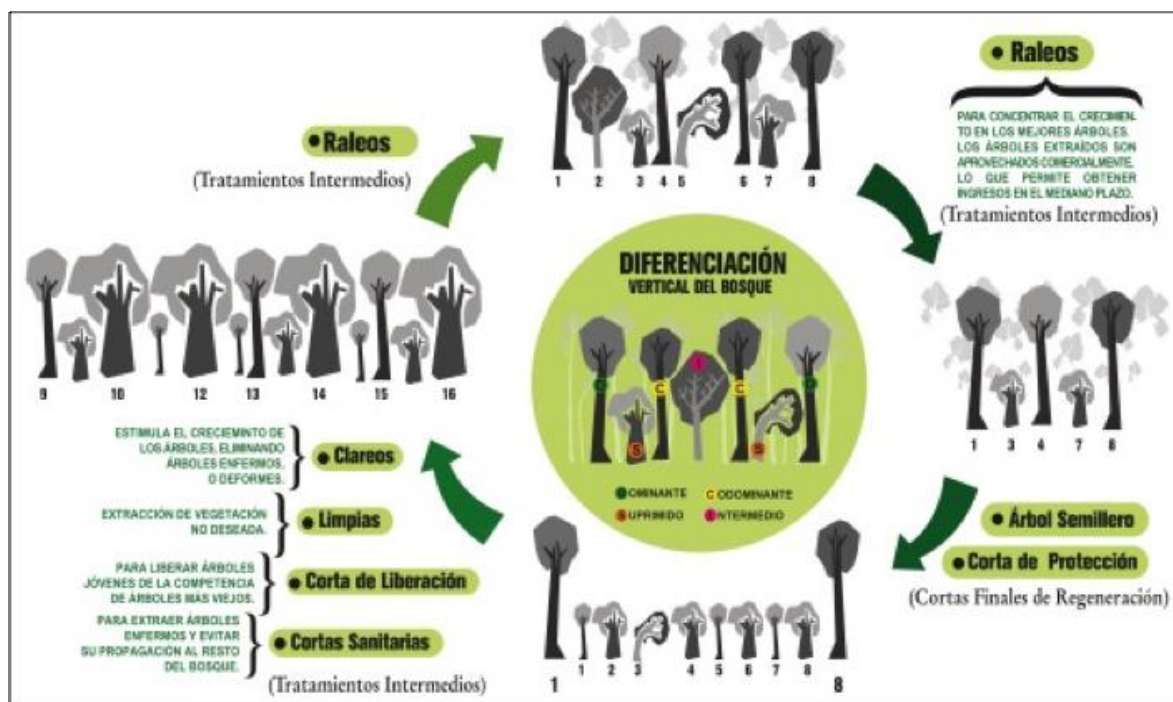 ● Raleos
(Tratamientos Intermedios)
1 2 3 4 5 6 7 8
● Raleos
PARA CONCENTRAR EL CRECIMIEN-
TO EN LOS MEJORES ÁRBOLES.
LOS ÁRBOLES EXTRAÍDOS SON
APROVECHADOS COMERCIALMENTE,
LO QUE PERMITE OBTENER
INGRESOS EN EL MEDIANO PLAZO.
(Tratamientos Intermedios)
9 10 12 13 14 15 16
DIFERENCIACIÓN
VERTICAL DEL BOSQUE
D C I C D
S S
DOMINANTE CODOMINANTE
SUPRIMIDO INTERMEDIO
1 3 4 7 8
● Árbol Semillero
● Corta de Protección
(Cortas Finales de Regeneración)
ESTIMULA EL CRECIEMINTO DE
LOS ÁRBOLES, ELIMINANDO
ÁRBOLES ENFERMOS,
O DEFORMES.
● Clareos
EXTRACCIÓN DE VEGETACIÓN
NO DESEADA.
● Limpias
PARA LIBERAR ÁRBOLES
JÓVENES DE LA COMPETENCIA
DE ÁRBOLES MÁS VIEJOS.
● Corta de Liberación
PARA EXTRAER ÁRBOLES
ENFERMOS Y EVITAR
SU PROPAGACIÓN AL RESTO
DEL BOSQUE.
● Cortas Sanitarias
(Tratamientos Intermedios)
1 2 3 4 5 6 7 8
1 8